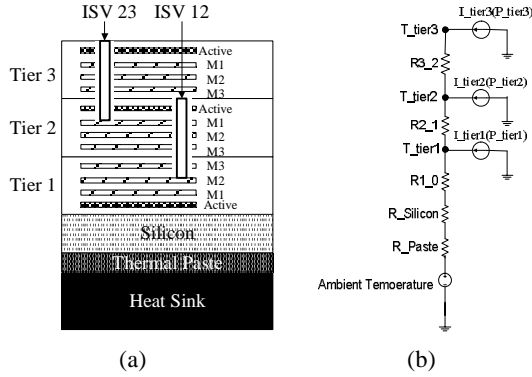 ISV 23 ISV 12
Tier 3
Active
M1
M2
M3
Tier 2
Active
M1
M2
M3
Tier 1
M3
M2
M1
Active
Silicon
Thermal Paste
Heat Sink
(a)
T_tier3
I_tier3(P_tier3)
R3_2
T_tier2
I_tier2(P_tier2)
R2_1
T_tier1
I_tier1(P_tier1)
R1_0
R_Silicon
R_Paste
Ambient Temoerature
(b)